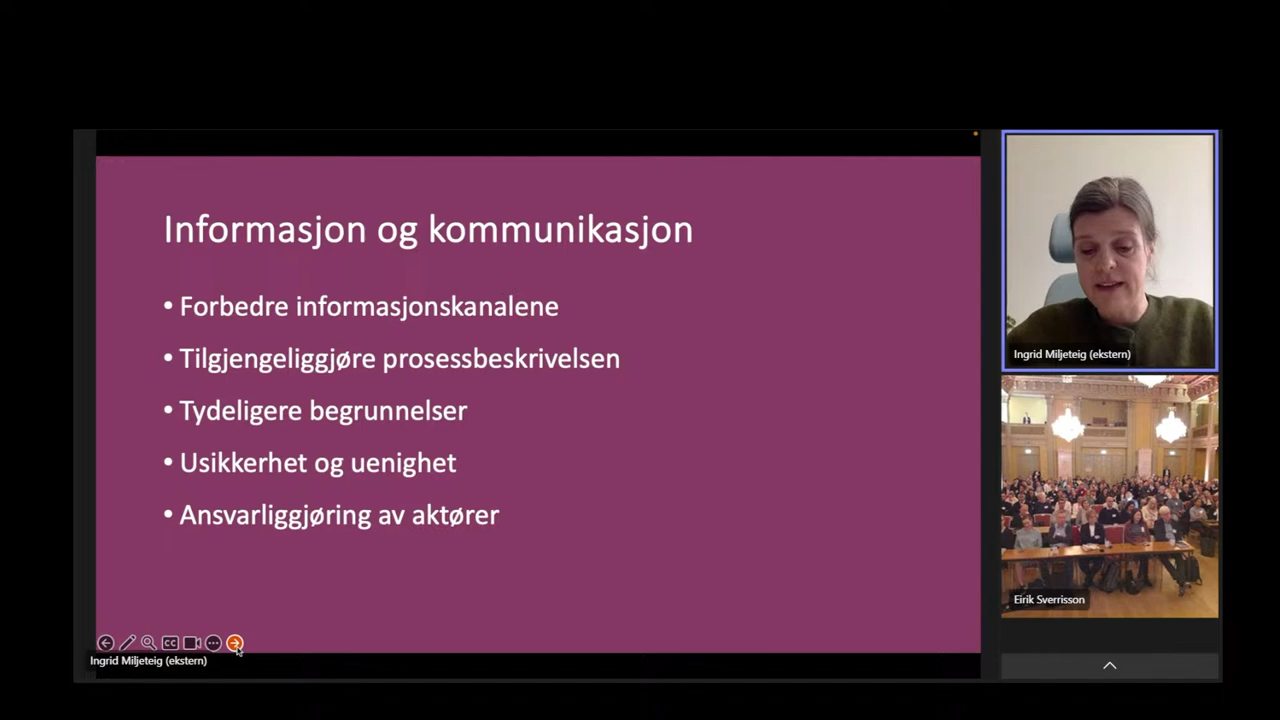 Informasjon og kommunikasjon
• Forbedre informasjonskanalene
• Tilgjengeliggjøre prosessbeskrivelsen
• Tydeligere begrunnelser
• Usikkerhet og uenighet
• Ansvarliggjøring av aktører
CC
Ingrid Miljeteig (ekstern)
Ingrid Miljeteig (ekstern)
Eirik Sverrisson